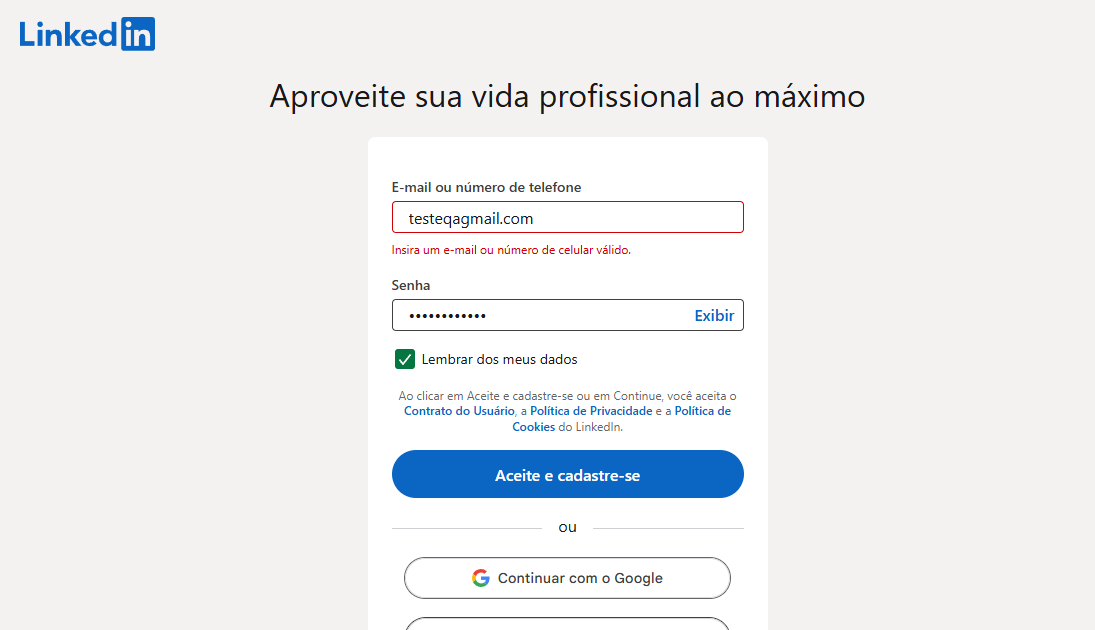 LinkedIn
Aproveite sua vida profissional ao máximo
E-mail ou número de telefone
testeqagmail.com
Insira um e-mail ou número de celular válido.
Senha
••••••••••••
Exibir
Lembrar dos meus dados
Ao clicar em Aceite e cadastre-se ou em Continue, você aceita o
Contrato do Usuário, a Política de Privacidade e a Política de
Cookies do LinkedIn.
Aceite e cadastre-se
ou
Continuar com o Google